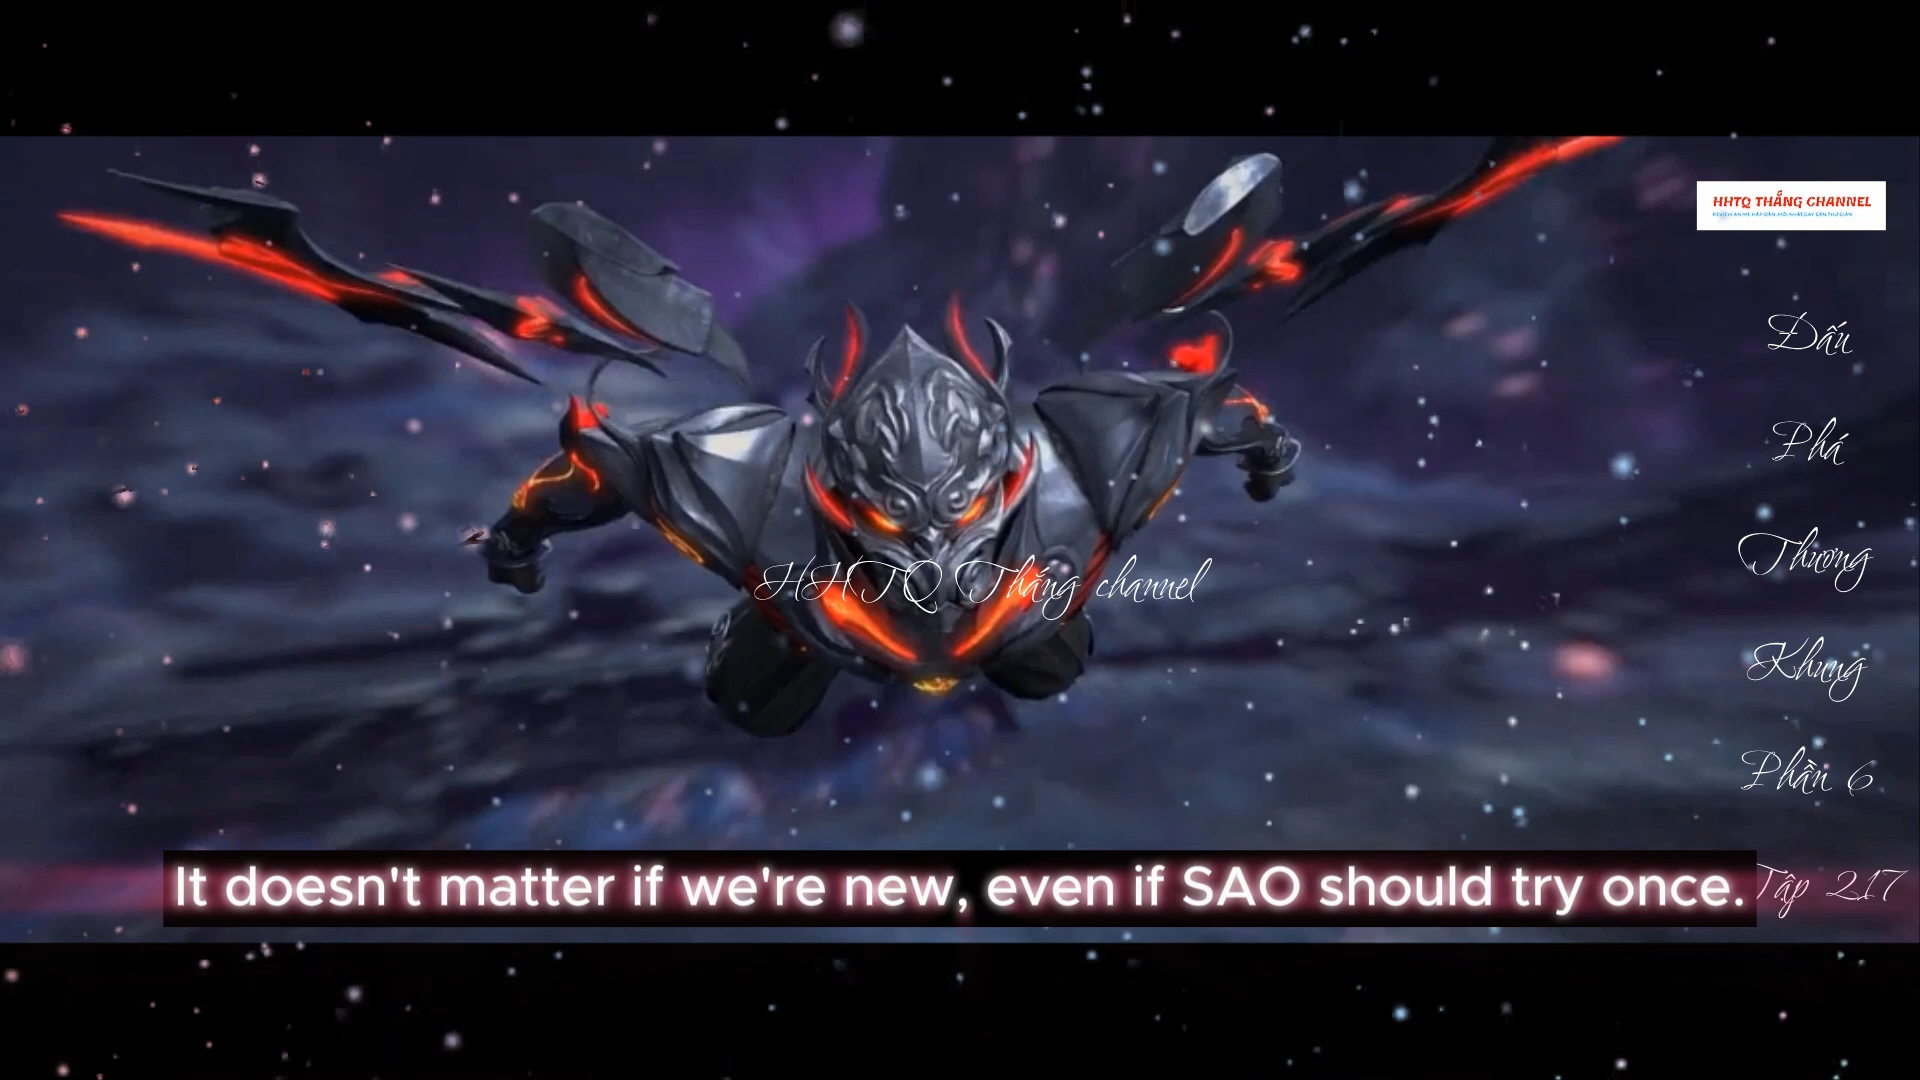 HHTQ THẮNG CHANNEL
Đấu
Phá
Thương
HHTQ Thắng channel
Khung
Phần 6
It doesn't matter if we're new, even if SAO should try once.
Tập 217